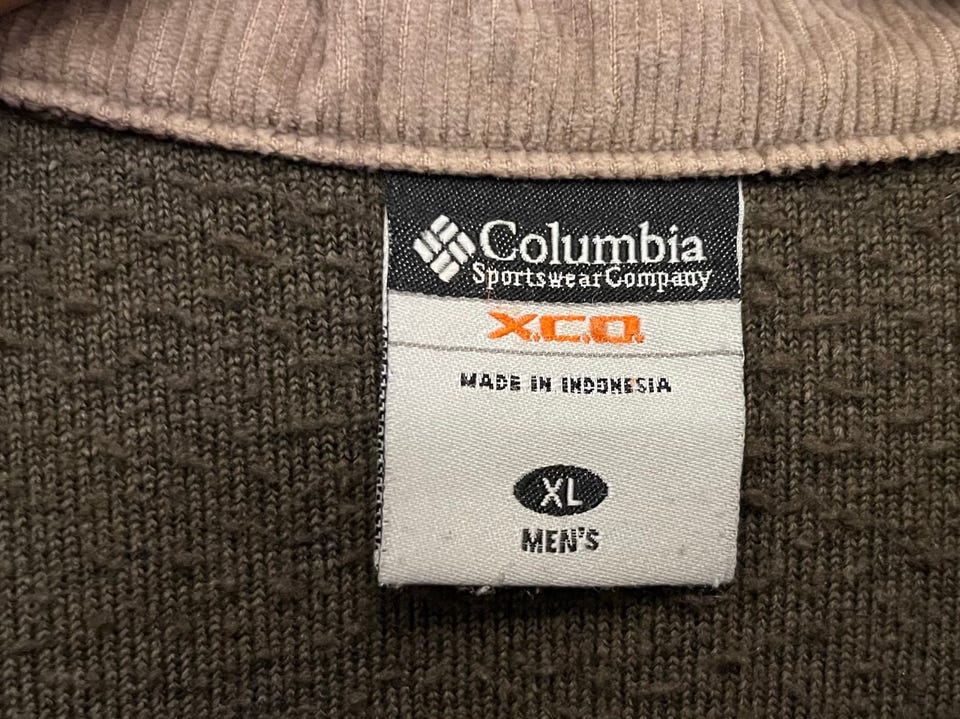 Columbia
Sportswear Company
X.C.O.
MADE IN INDONESIA
XL
MEN'S